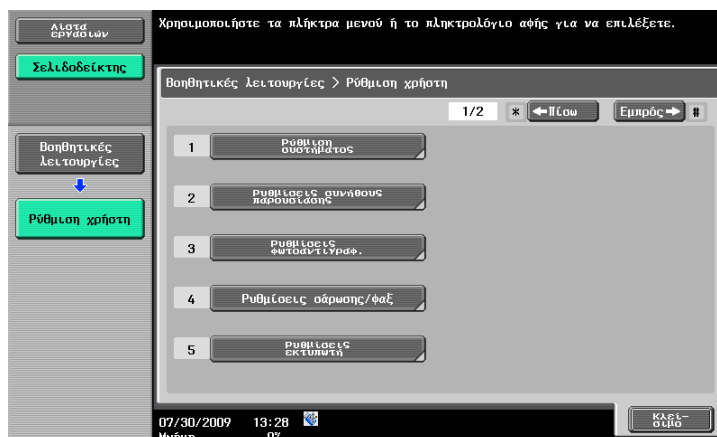 Λίστα
εργασιών
Χρησιμοποιήστε τα πλήκτρα μενού ή το πληκτρολόγιο αφής για να επιλέξετε.
Σελιδοδείκτης
Βοηθητικές λειτουργίες > Ρύθμιση χρήστη
1/2 * ←Πίσω Εμπρός→ #
Βοηθητικές
λειτουργίες
Ρύθμιση χρήστη
1 Ρύθμιση
συστήματος
2 Ρυθμίσεις συνήθους
παρουσίασης
3 Ρυθμίσεις
φωτοαντιγραφ.
4 Ρυθμίσεις σάρωσης/φαξ
5 Ρυθμίσεις
εκτυπωτή
07/30/2009 13:28
Μνήμη 0%
Κλεί-
σιμο